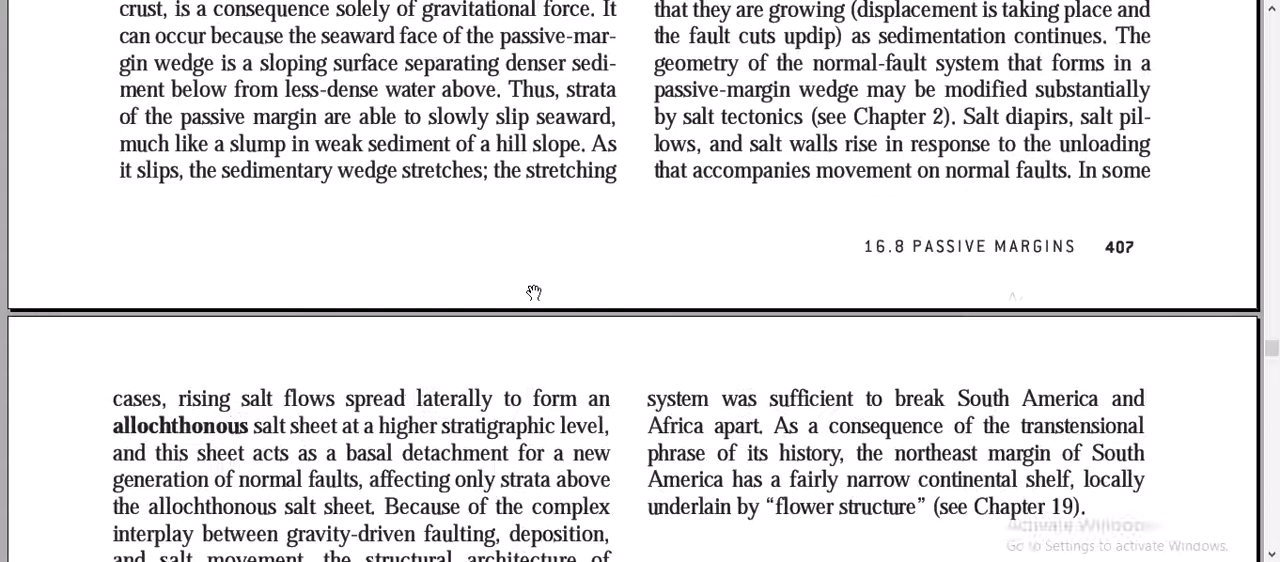 crust, is a consequence solely of gravitational force. It
can occur because the seaward face of the passive-mar-
gin wedge is a sloping surface separating denser sedi-
ment below from less-dense water above. Thus, strata
of the passive margin are able to slowly slip seaward,
much like a slump in weak sediment of a hill slope. As
it slips, the sedimentary wedge stretches; the stretching
that they are growing (displacement is taking place and
the fault cuts updip) as sedimentation continues. The
geometry of the normal-fault system that forms in a
passive-margin wedge may be modified substantially
by salt tectonics (see Chapter 2). Salt diapirs, salt pil-
lows, and salt walls rise in response to the unloading
that accompanies movement on normal faults. In some
16.8 PASSIVE MARGINS 407
cases, rising salt flows spread laterally to form an
allochthonous salt sheet at a higher stratigraphic level,
and this sheet acts as a basal detachment for a new
generation of normal faults, affecting only strata above
the allochthonous salt sheet. Because of the complex
interplay between gravity-driven faulting, deposition,
and salt movement, the structural architecture of
system was sufficient to break South America and
Africa apart. As a consequence of the transtensional
phrase of its history, the northeast margin of South
America has a fairly narrow continental shelf, locally
underlain by “flower structure” (see Chapter 19).
Activate Windows
Go to Settings to activate Windows.